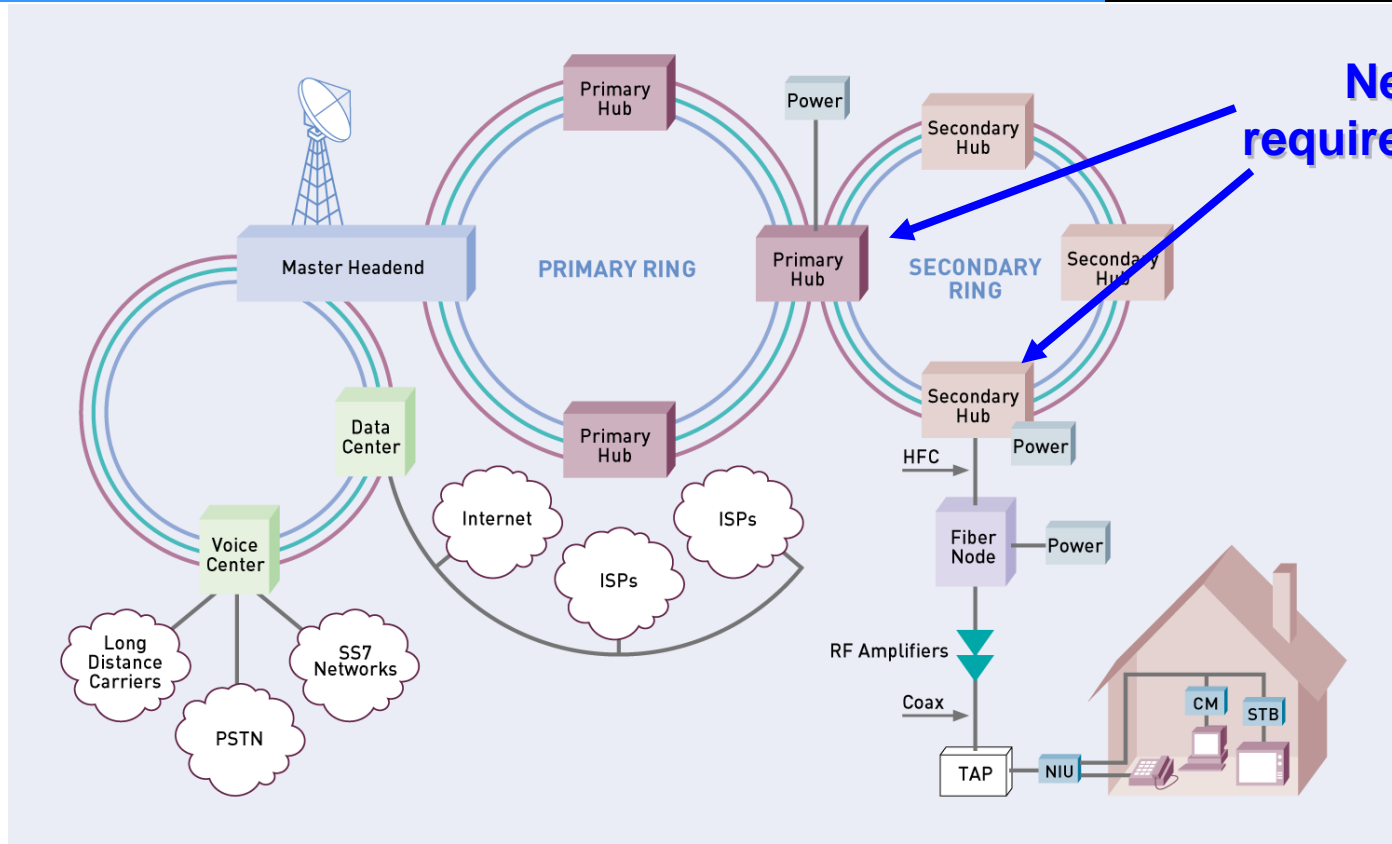 Primary
Hub
Power
Secondary
Hub
Ne
require
Master Headend
PRIMARY RING
Primary
Hub
SECONDARY
RING
Secondary
Hub
Data
Center
Primary
Hub
Secondary
Hub
Power
HFC
Internet
ISPs
ISPs
Voice
Center
Fiber
Node
Power
Long
Distance
Carriers
SS7
Networks
PSTN
RF Amplifiers
Coax
TAP
NIU
CM
STB